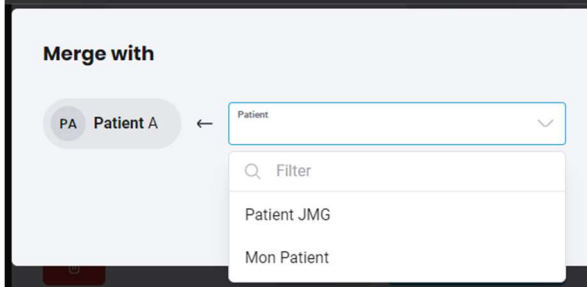 Merge with
PA Patient A ←
Patient
Filter
Patient JMG
Mon Patient